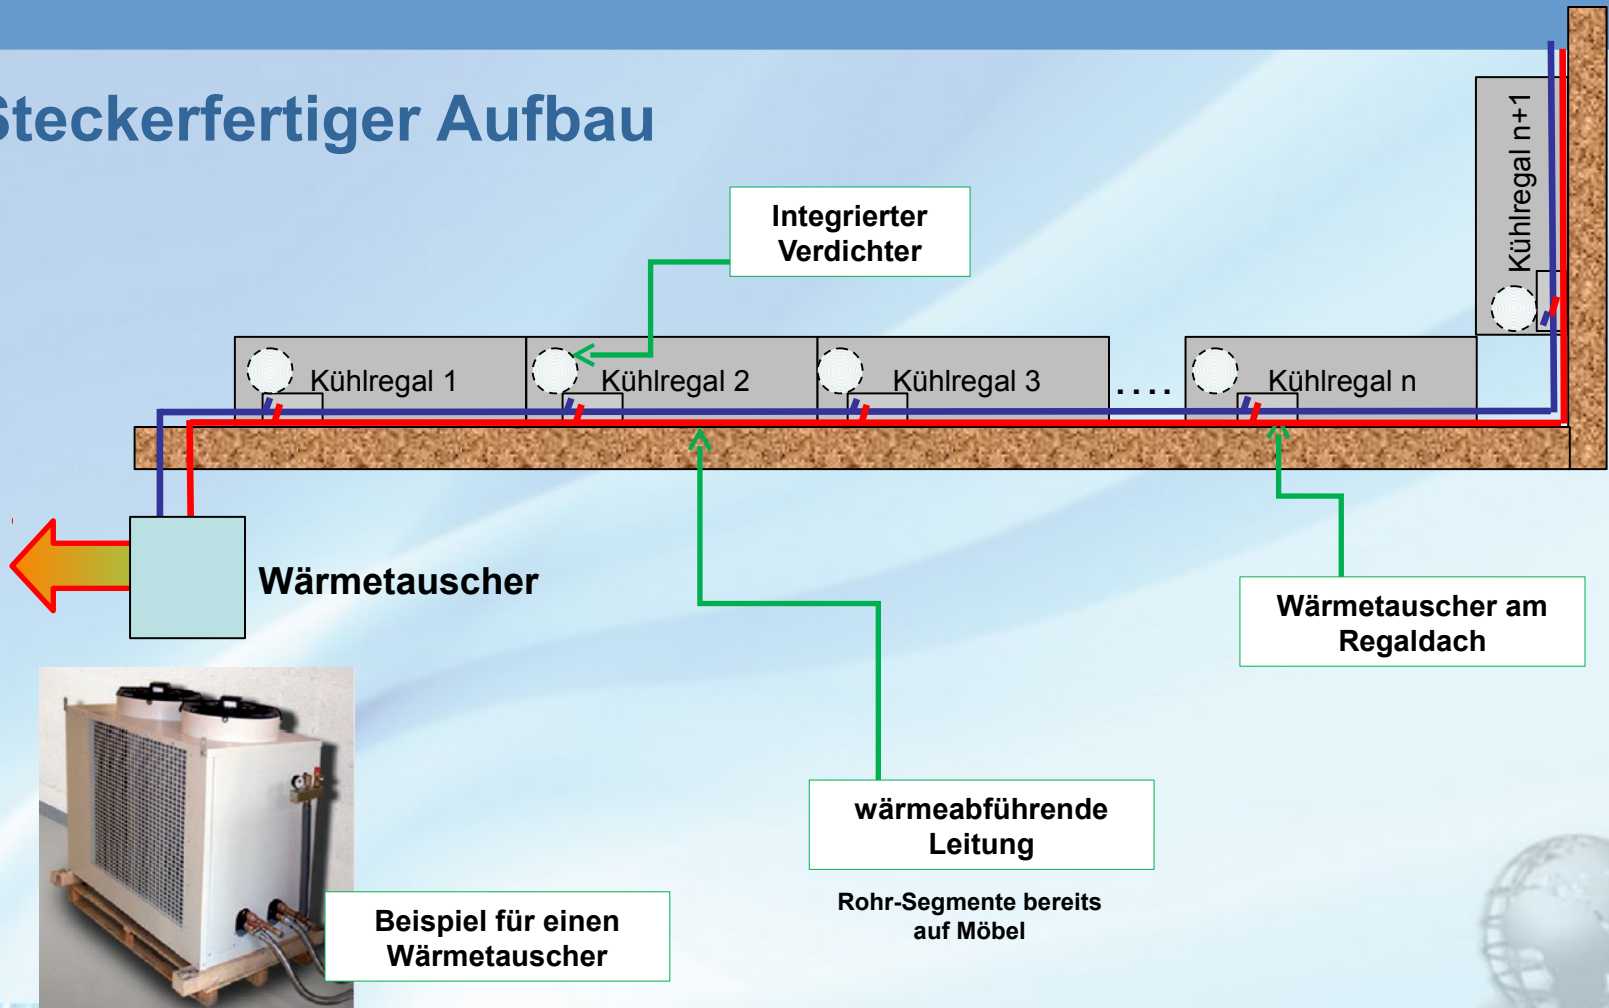 Steckerfertiger Aufbau
Kühlregal n+1
Integrierter
Verdichter
Kühlregal 1
Kühlregal 2
Kühlregal 3
....
Kühlregal n
Wärmetauscher
Wärmetauscher am
Regaldach
wärmeabführende
Leitung
Rohr-Segmente bereits
auf Möbel
Beispiel für einen
Wärmetauscher